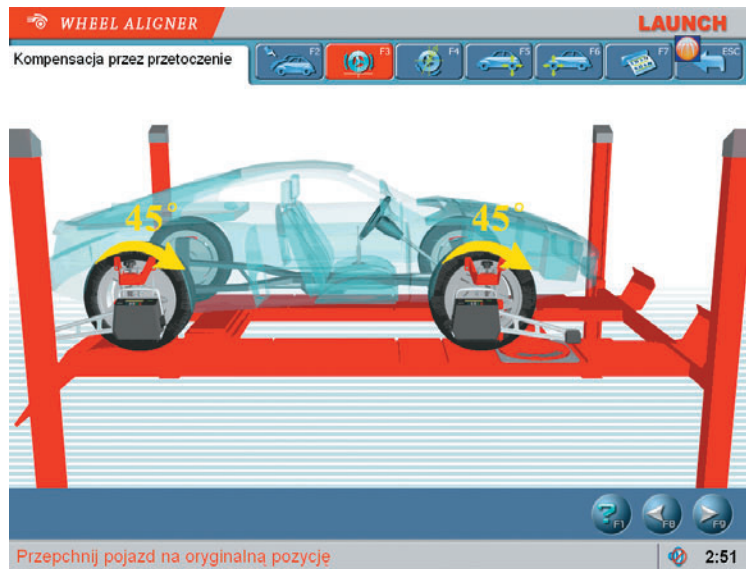 WHEEL ALIGNER
LAUNCH
Kompensacja przez przetoczenie
F2
F3
F4
F5
F6
F7
ESC
45°
45°
?
F1
F8
F9
Przepchnij pojazd na oryginalną pozycję
2:51